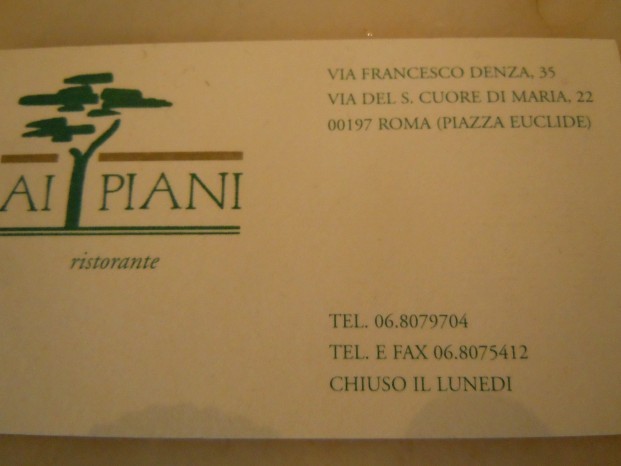 AI PIANI
ristorante
VIA FRANCESCO DENZA, 35
VIA DEL S. CUORE DI MARIA, 22
00197 ROMA (PIAZZA EUCLIDE)
TEL. 06.8079704
TEL. E FAX 06.8075412
CHIUSO IL LUNEDI